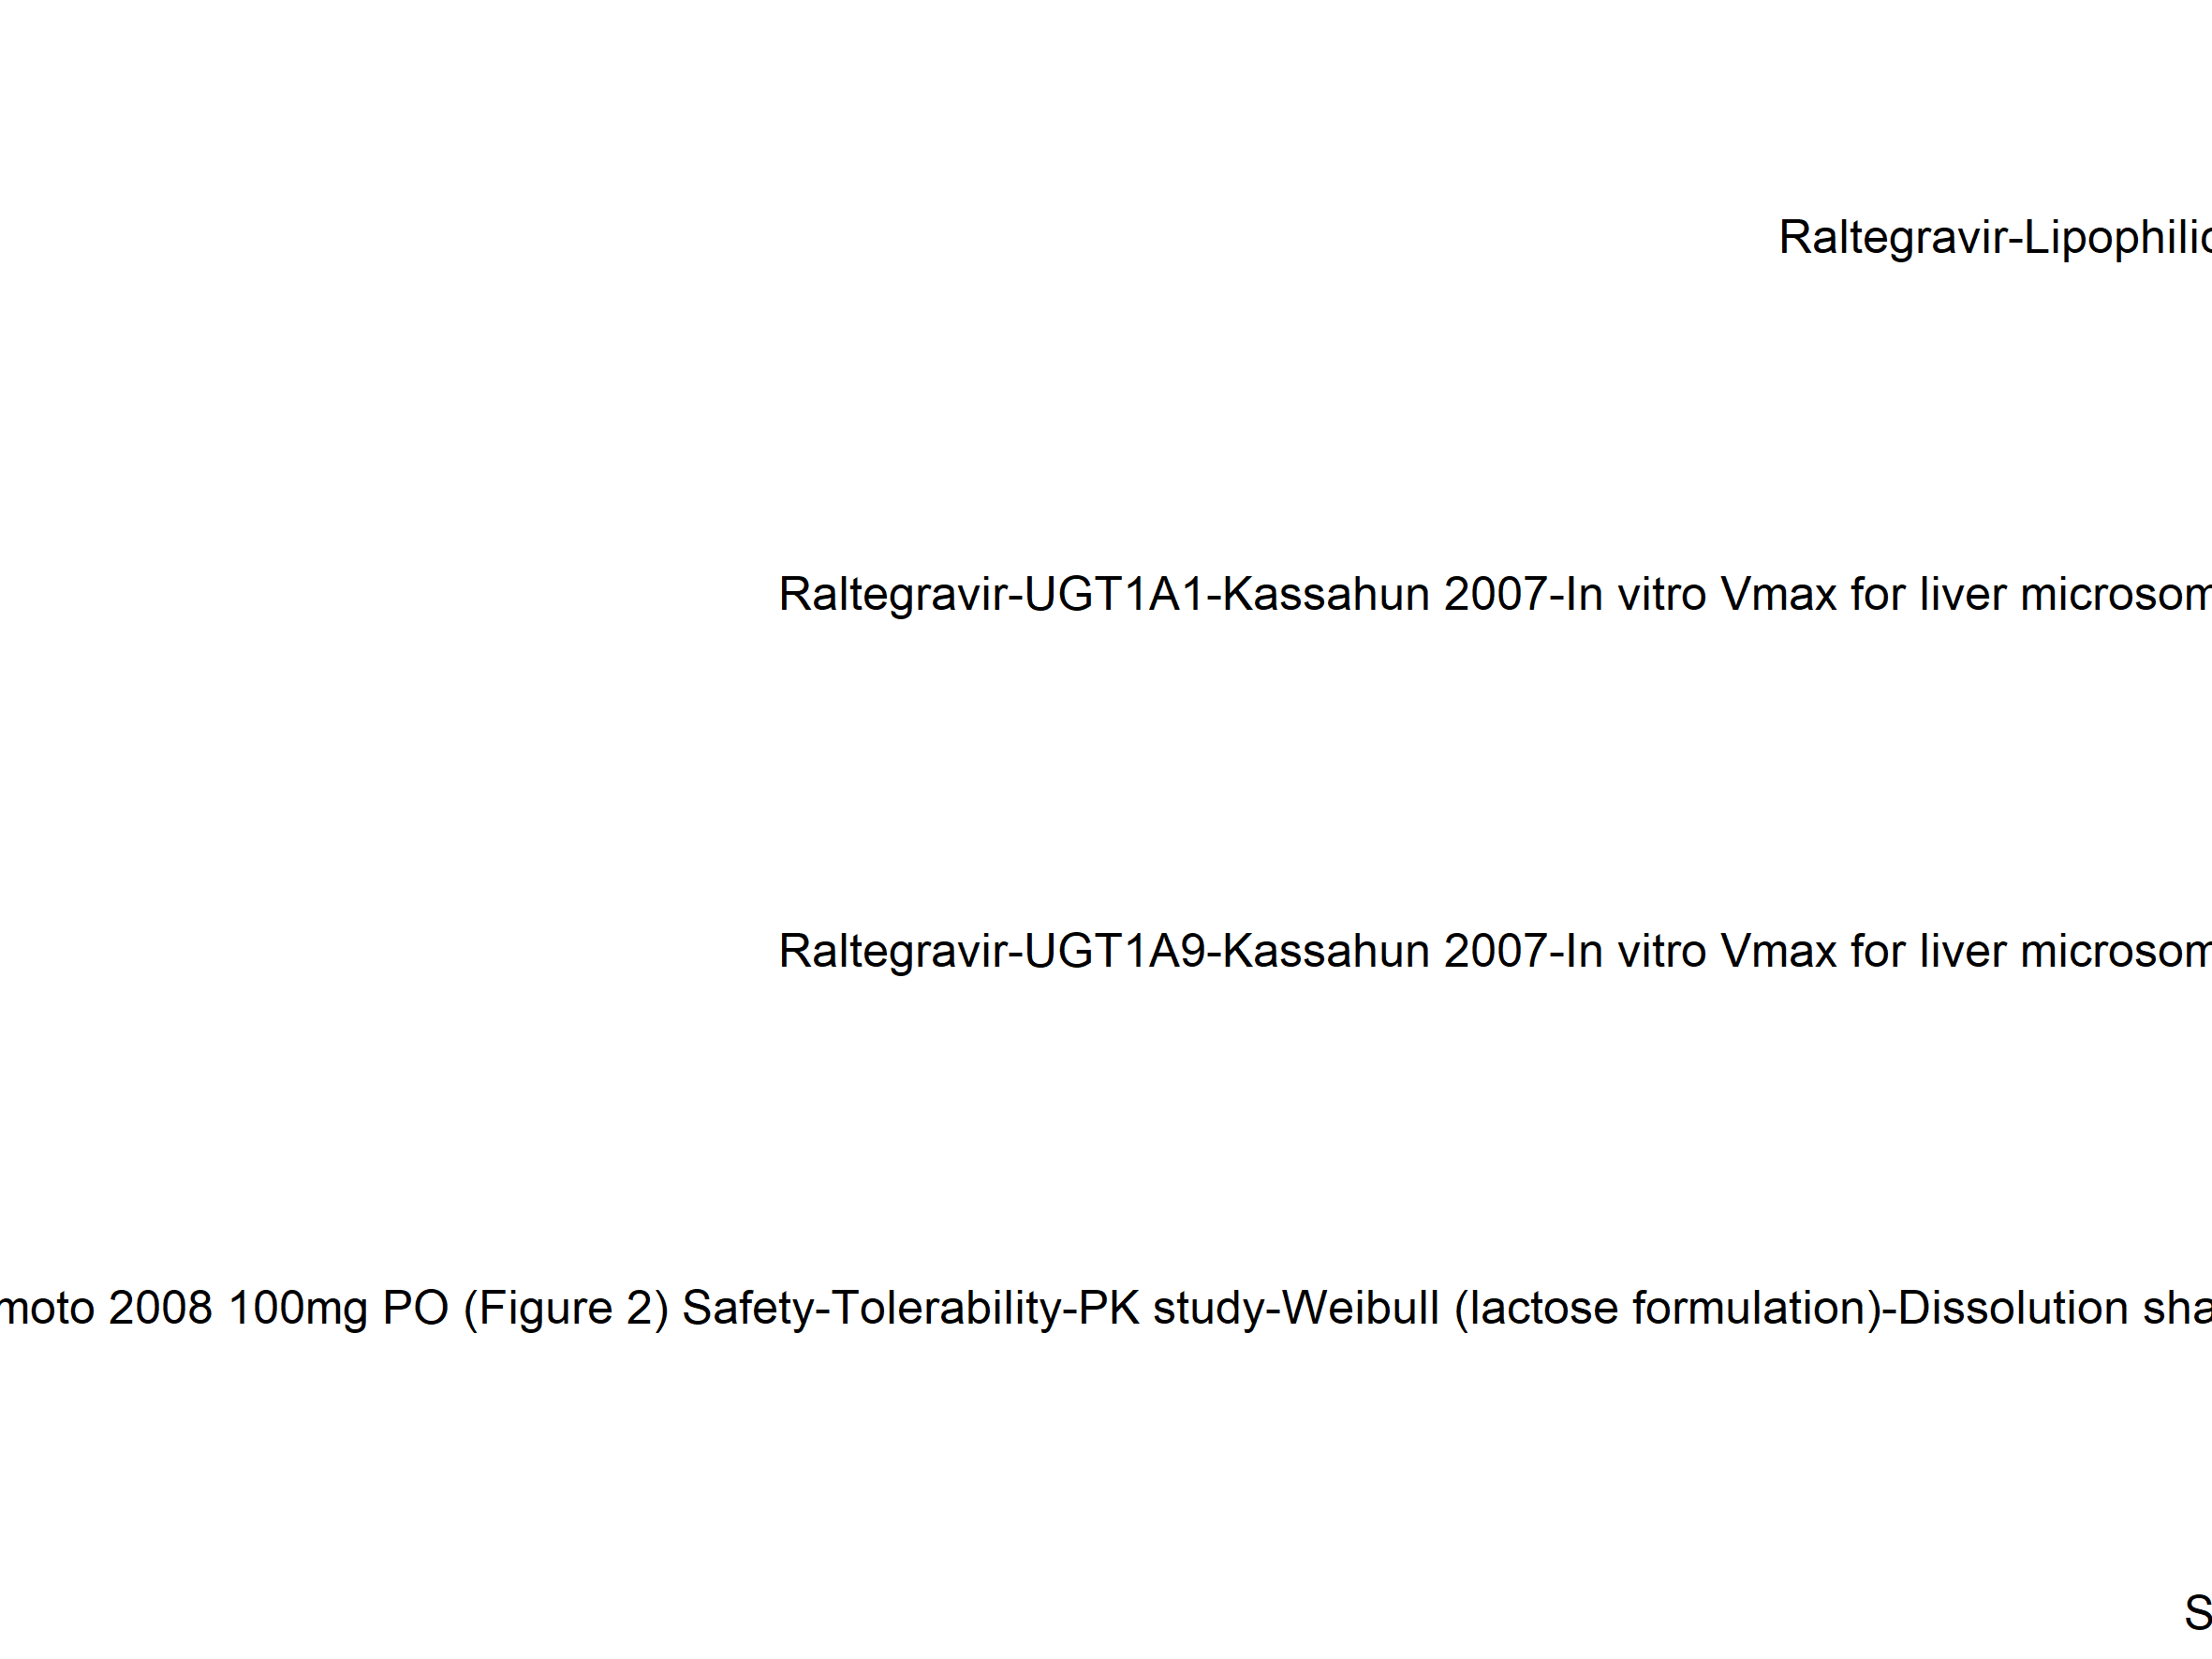 Raltegravir-Lipophilic
Raltegravir-UGT1A1-Kassahun 2007-In vitro Vmax for liver microsom
Raltegravir-UGT1A9-Kassahun 2007-In vitro Vmax for liver microsom
moto 2008 100mg PO (Figure 2) Safety-Tolerability-PK study-Weibull (lactose formulation)-Dissolution sha
S